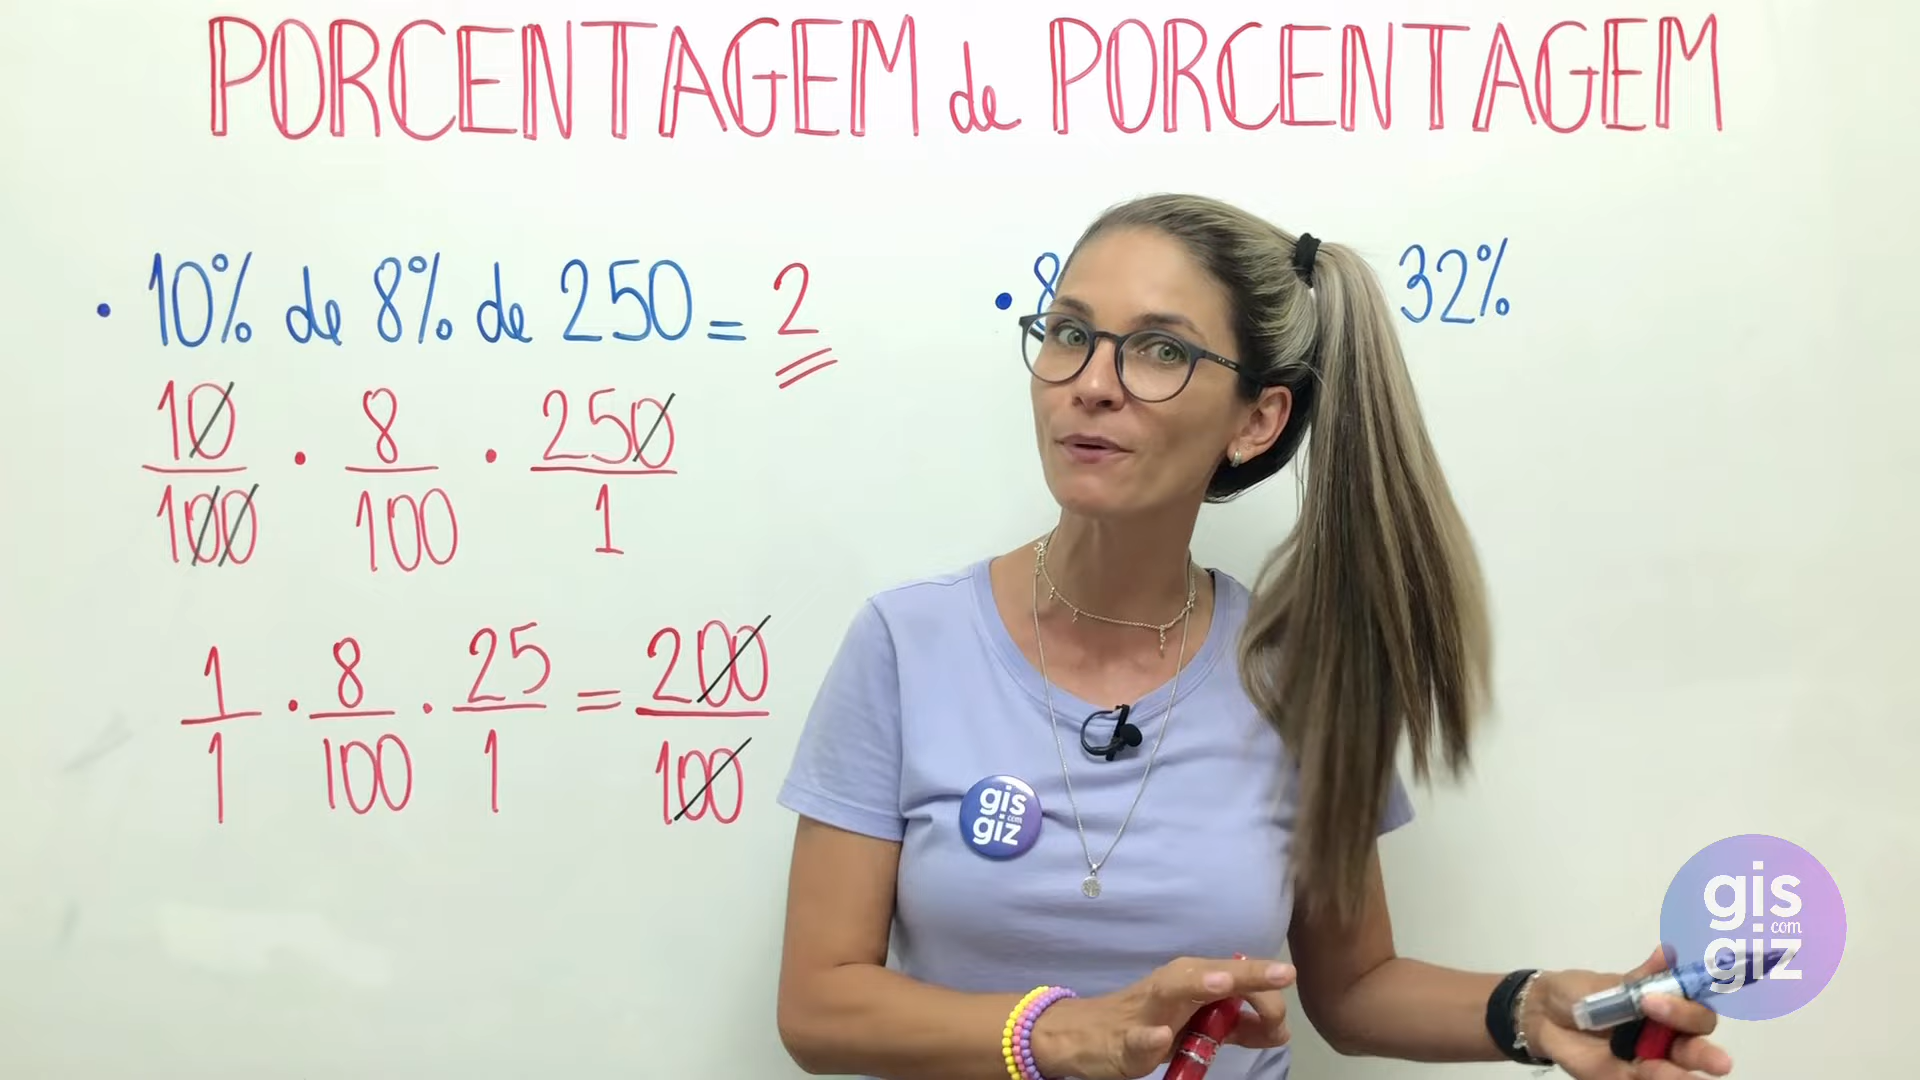 PORCENTAGEM de PORCENTAGEM
• 10% de 8% de 250 = 2
10/100 · 8/100 · 250/1
1/1 · 8/100 · 25/1 = 200/100
• 8
32%
gis
com
giz
gis
com
giz